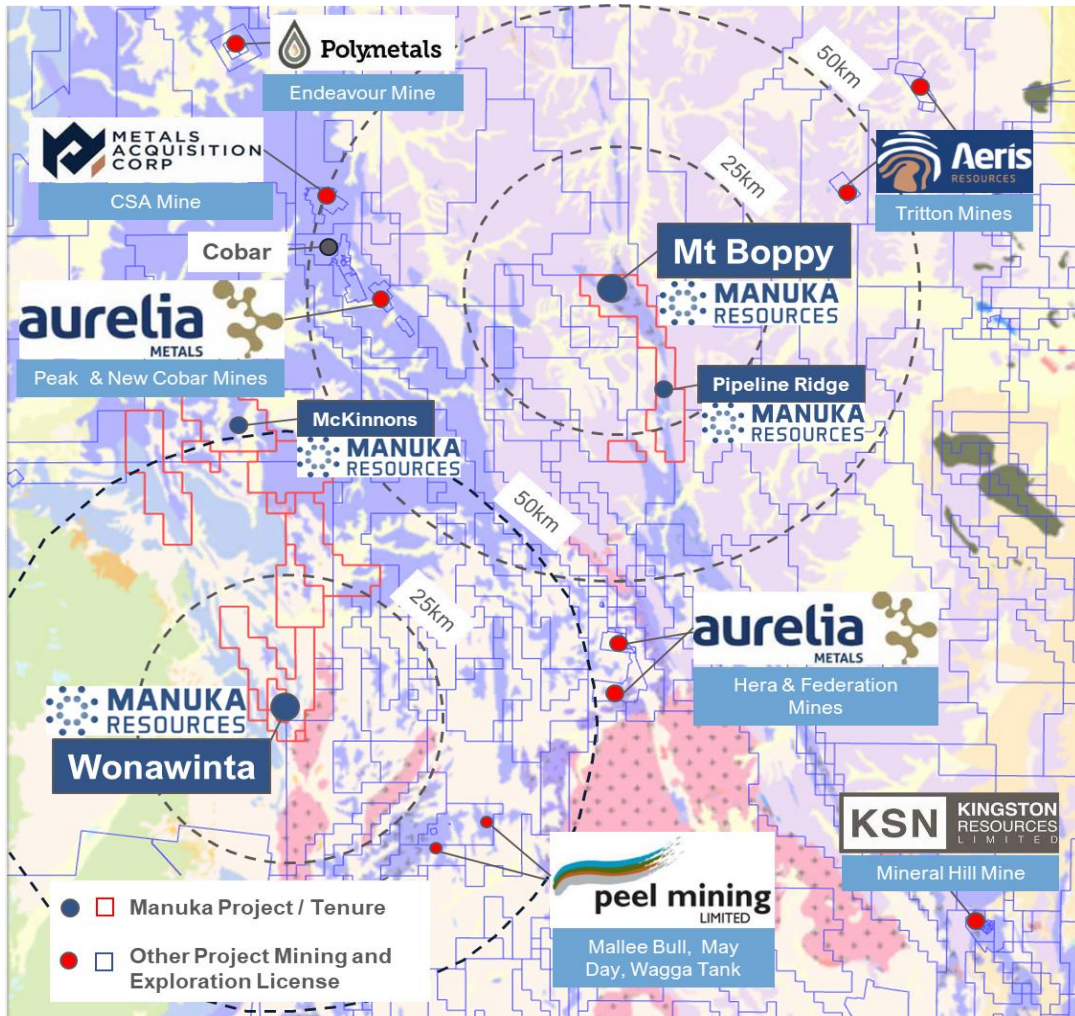 Polymetals
Endeavour Mine
50km
METALS
ACQUISITION
CORP
CSA Mine
25km
Aeris
RESOURCES
Tritton Mines
Cobar
Mt Boppy
MANUKA
RESOURCES
aurelia
METALS
Peak & New Cobar Mines
Pipeline Ridge
MANUKA
RESOURCES
McKinnons
MANUKA
RESOURCES
50km
25km
aurelia
METALS
Hera & Federation
Mines
MANUKA
RESOURCES
Wonawinta
KSN
KINGSTON
RESOURCES
LIMITED
Mineral Hill Mine
peel mining
LIMITED
Mallee Bull, May
Day, Wagga Tank
Manuka Project / Tenure
Other Project Mining and
Exploration License